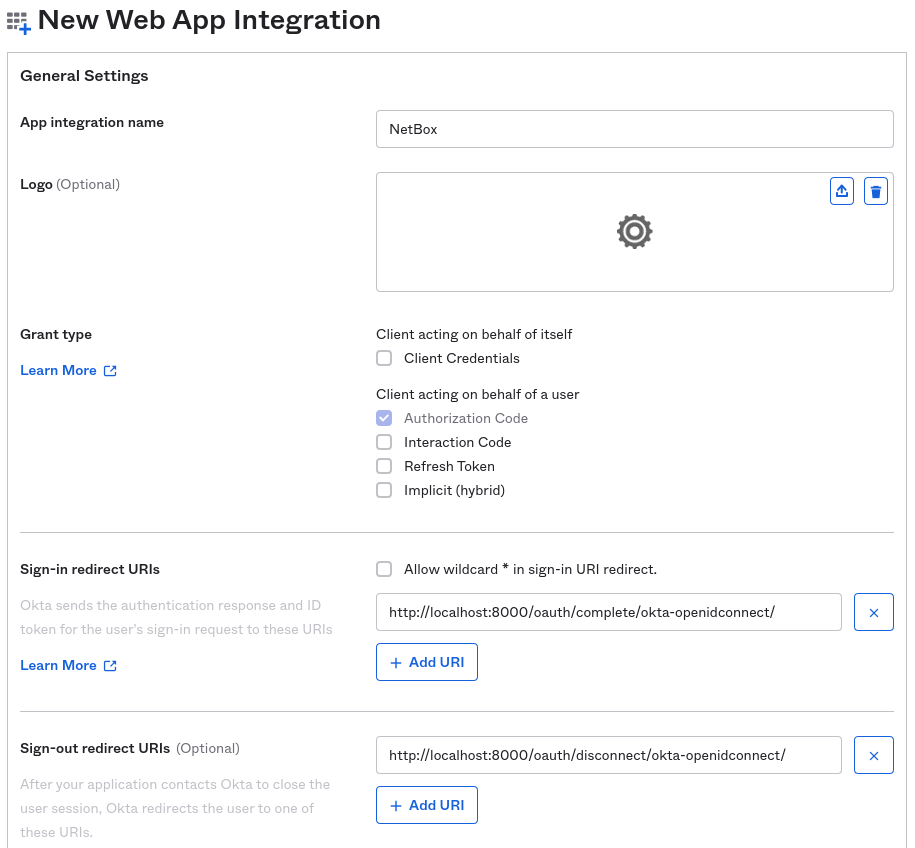 New Web App Integration
General Settings
App integration name
NetBox
Logo (Optional)
Grant type
Learn More
Client acting on behalf of itself
Client Credentials
Client acting on behalf of a user
Authorization Code
Interaction Code
Refresh Token
Implicit (hybrid)
Sign-in redirect URIs
Okta sends the authentication response and ID
token for the user's sign-in request to these URIs
Learn More
Allow wildcard * in sign-in URI redirect.
http://localhost:8000/oauth/complete/okta-openidconnect/
+ Add URI
Sign-out redirect URIs (Optional)
After your application contacts Okta to close the
user session, Okta redirects the user to one of
these URIs.
http://localhost:8000/oauth/disconnect/okta-openidconnect/
+ Add URI